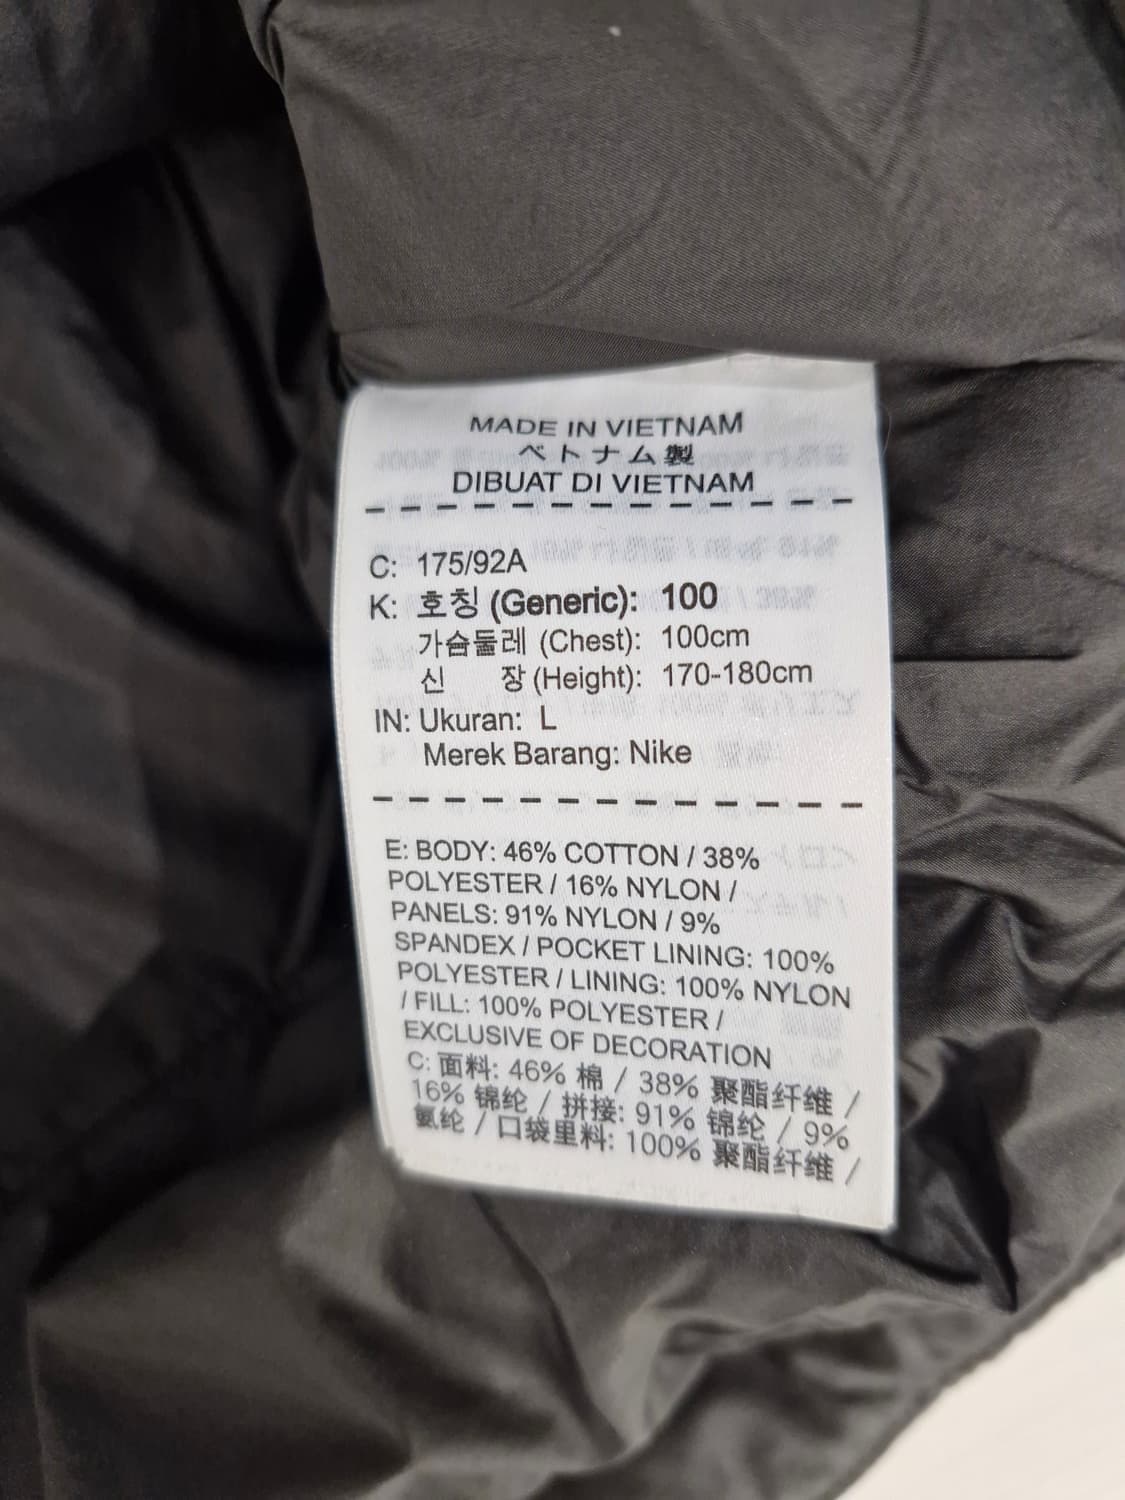 MADE IN VIETNAM
ベトナム製
DIBUAT DI VIETNAM
C: 175/92A
K: 호칭 (Generic): 100
가슴둘레 (Chest): 100cm
신 장 (Height): 170-180cm
IN: Ukuran: L
Merek Barang: Nike
E: BODY: 46% COTTON / 38%
POLYESTER / 16% NYLON /
PANELS: 91% NYLON / 9%
SPANDEX / POCKET LINING: 100%
POLYESTER / LINING: 100% NYLON
/ FILL: 100% POLYESTER /
EXCLUSIVE OF DECORATION
C: 面料: 46% 棉 / 38% 聚酯纤维 /
16% 锦纶 / 拼接: 91% 锦纶 / 9%
氨纶 / 口袋里料: 100% 聚酯纤维 /